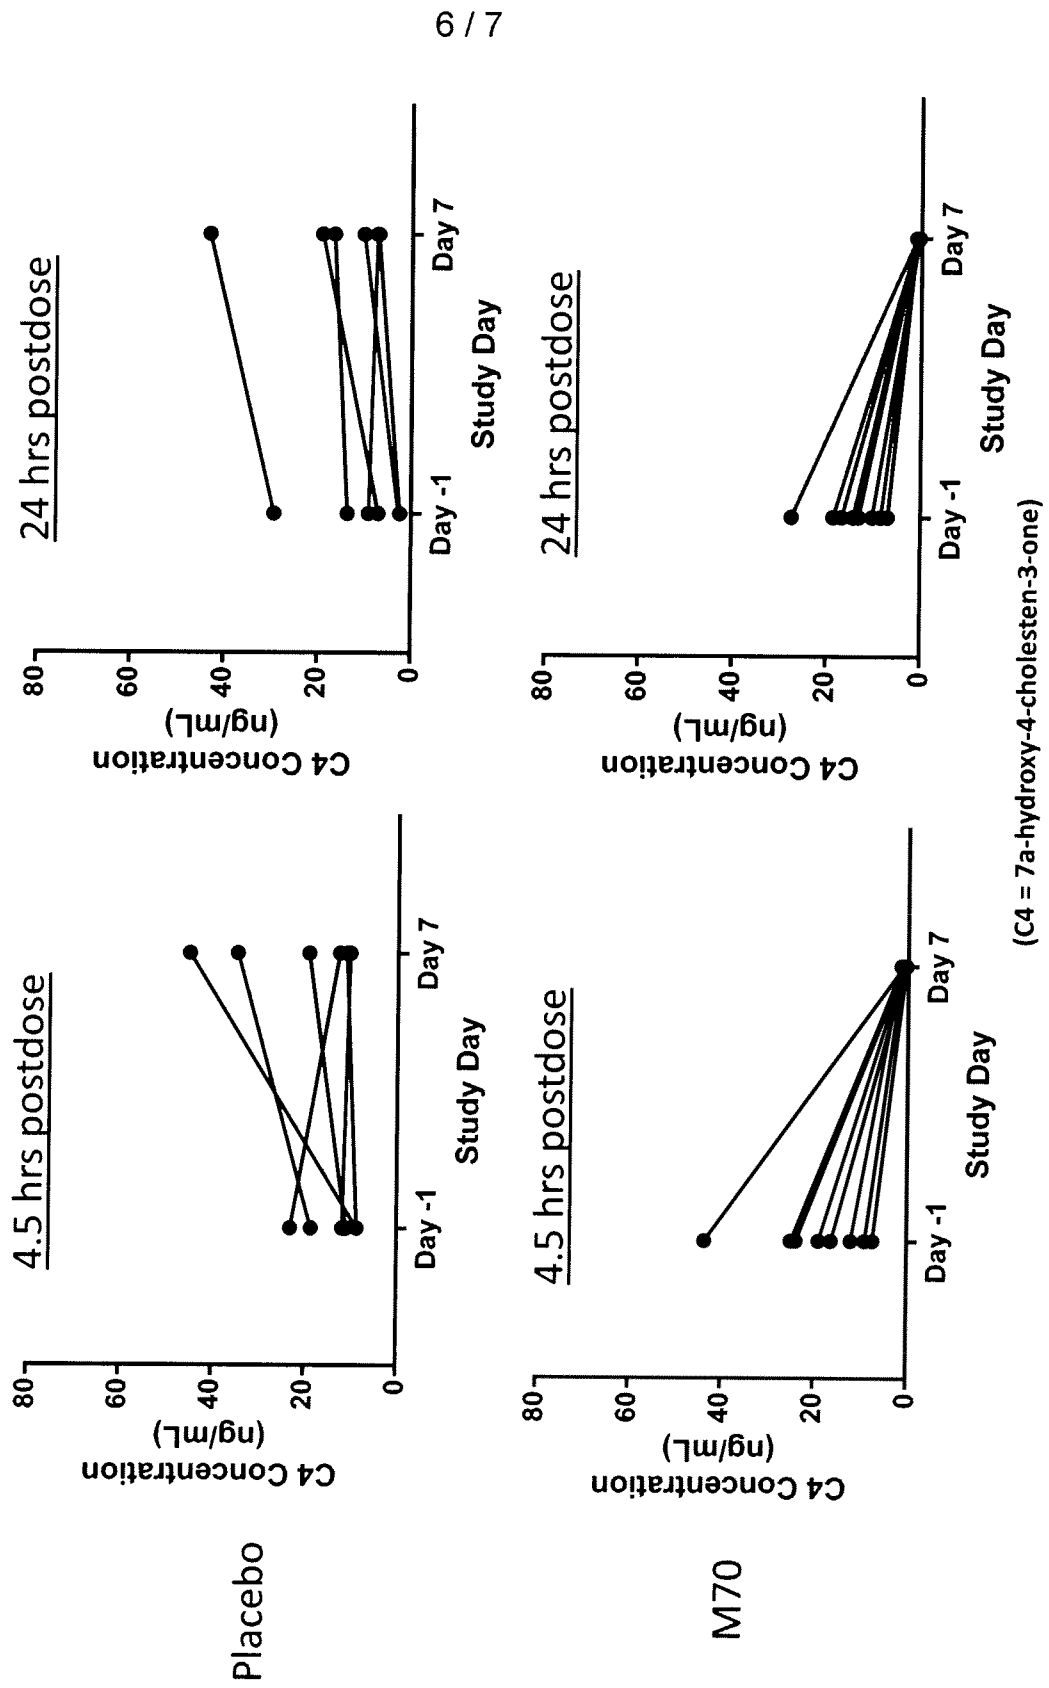 6 / 7
Placebo
4.5 hrs postdose
C4 Concentration
(ng/mL)
80
60
40
20
0
Day -1
Day 7
Study Day
24 hrs postdose
C4 Concentration
(ng/mL)
80
60
40
20
0
Day -1
Day 7
Study Day
M70
4.5 hrs postdose
C4 Concentration
(ng/mL)
80
60
40
20
0
Day -1
Day 7
Study Day
24 hrs postdose
C4 Concentration
(ng/mL)
80
60
40
20
0
Day -1
Day 7
Study Day
(C4 = 7a-hydroxy-4-cholesten-3-one)